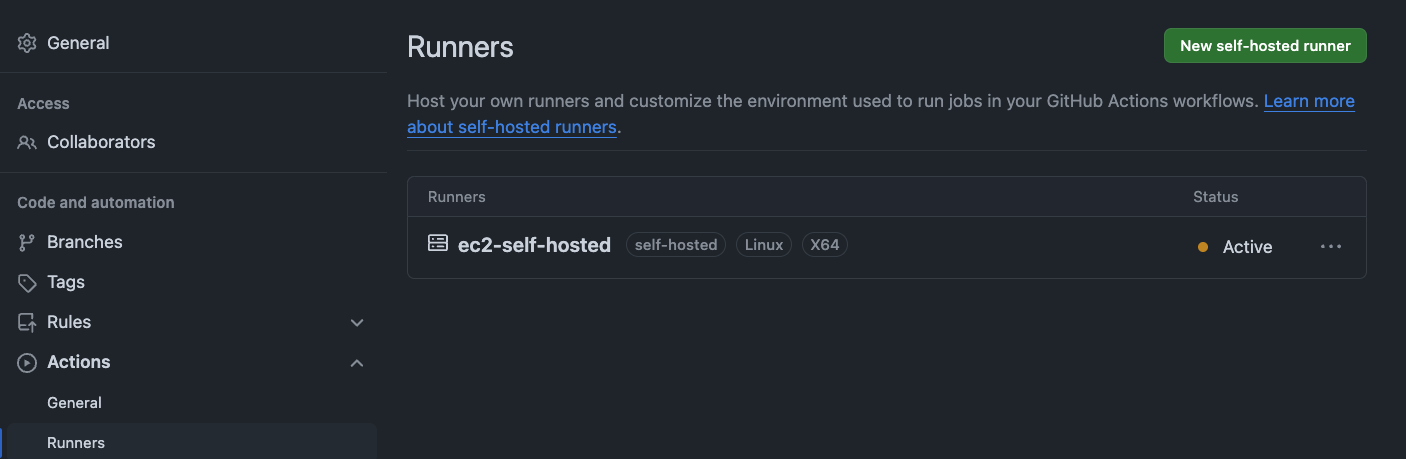 General
Access
Collaborators
Code and automation
Branches
Tags
Rules
Actions
General
Runners
Runners
New self-hosted runner
Host your own runners and customize the environment used to run jobs in your GitHub Actions workflows. Learn more
about self-hosted runners.
Runners Status
ec2-self-hosted self-hosted Linux X64 Active